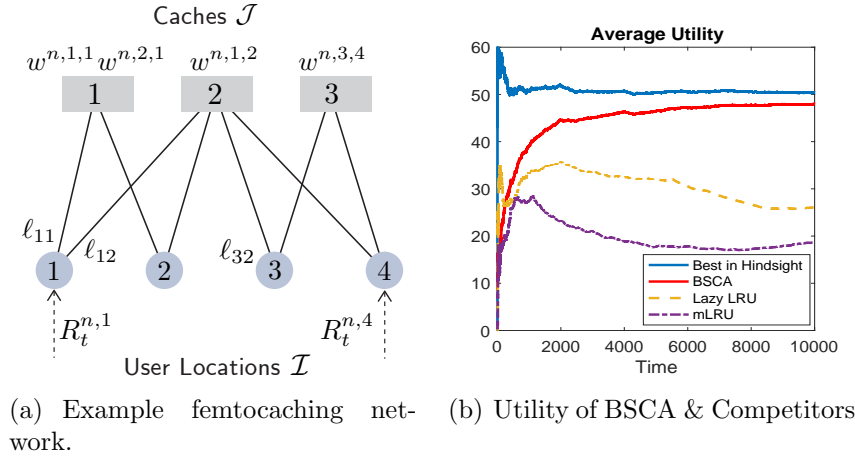 Caches 𝒥
w^{n,1,1} w^{n,2,1} w^{n,1,2} w^{n,3,4}
1 2 3
ℓ_{11} ℓ_{12} ℓ_{32}
1 2 3 4
R_t^{n,1} R_t^{n,4}
User Locations ℐ
(a) Example femtocaching net-
work.
Average Utility
60
50
40
30
20
10
0
Best in Hindsight
BSCA
Lazy LRU
mLRU
0 2000 4000 6000 8000 10000
Time
(b) Utility of BSCA & Competitors